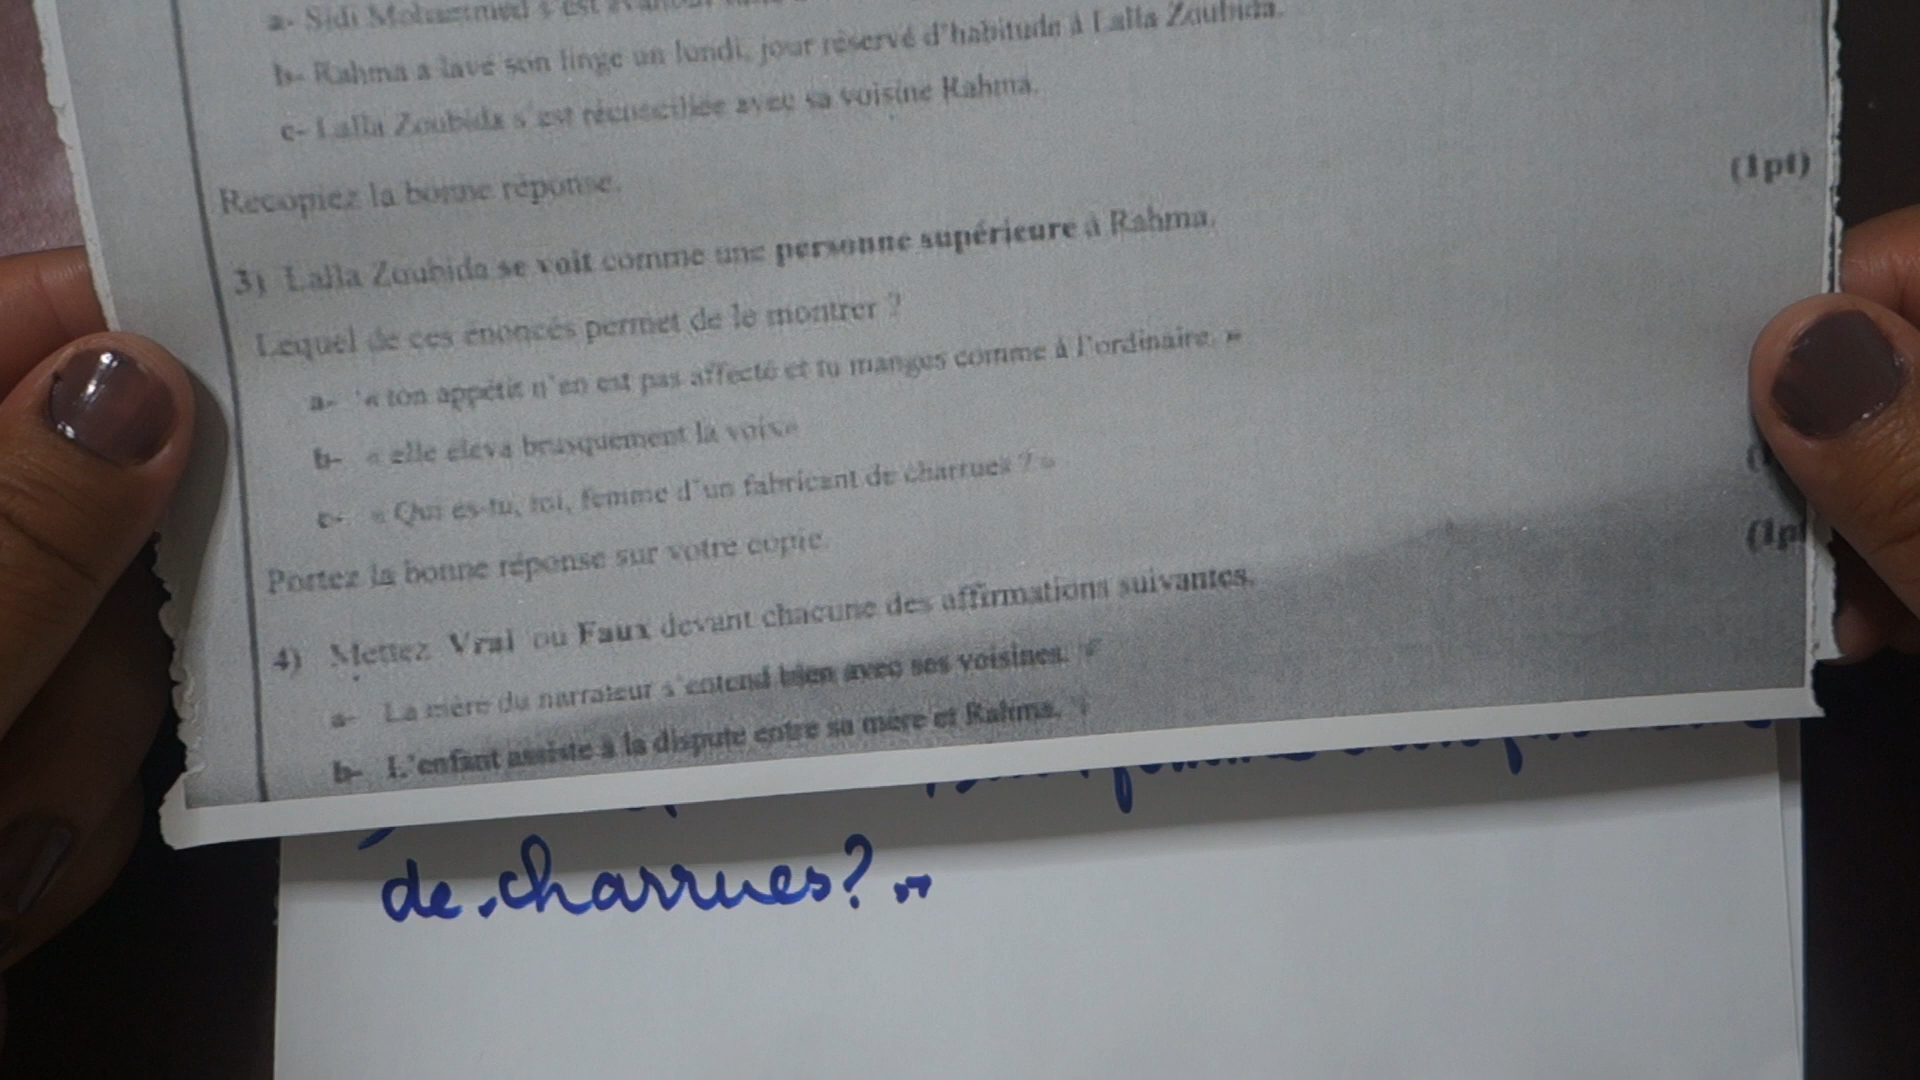 a- Sidi Mohammed s'est
b- Rahma a lavé son linge un lundi, jour réservé d'habitude à Lalla Zoubida.
c- Lalla Zoubida s'est réconciliée avec sa voisine Rahma.
Recopiez la bonne réponse.
(1pt)
3) Lalla Zoubida se voit comme une personne supérieure à Rahma.
Lequel de ces énoncés permet de le montrer ?
a- « ton appétit n'en est pas affecté et tu manges comme à l'ordinaire. »
b- « elle éleva brusquement la voix»
c- « Qui es-tu, toi, femme d'un fabricant de charrues ? »
Portez la bonne réponse sur votre copie.
(1pt
4) Mettez Vrai ou Faux devant chacune des affirmations suivantes.
a- La mère du narrateur s'entend bien avec ses voisines.
b- L'enfant assiste à la dispute entre sa mère et Rahma.
de charrues? »